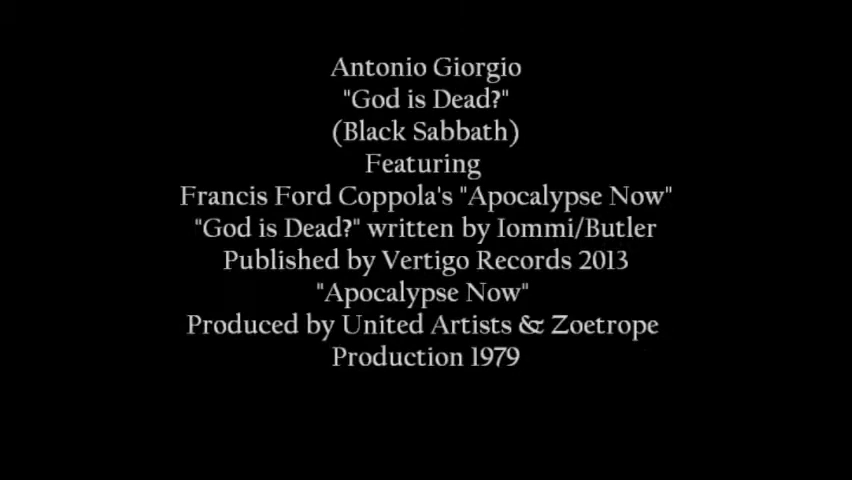 Antonio Giorgio
"God is Dead?"
(Black Sabbath)
Featuring
Francis Ford Coppola's "Apocalypse Now"
"God is Dead?" written by Iommi/Butler
Published by Vertigo Records 2013
"Apocalypse Now"
Produced by United Artists & Zoetrope
Production 1979